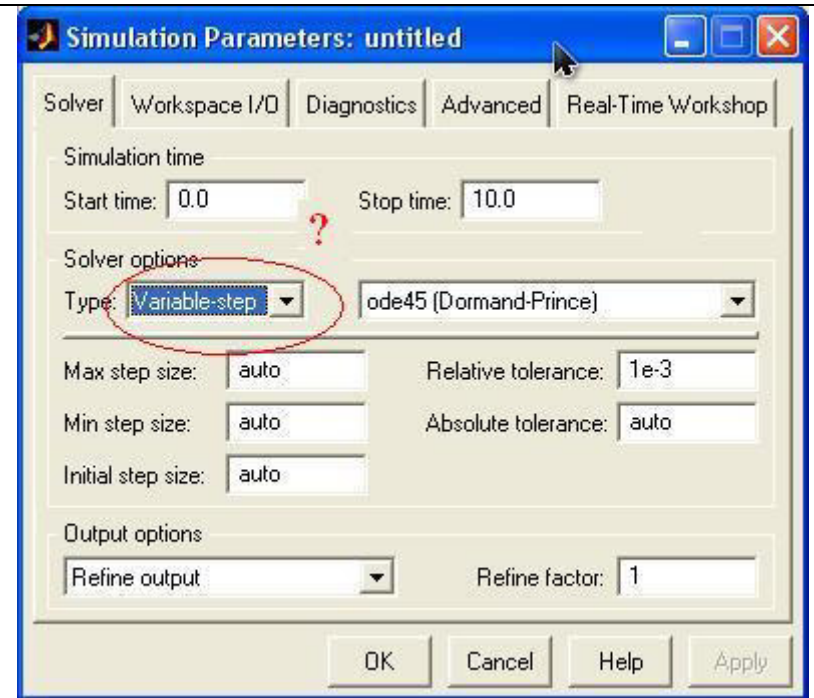 Simulation Parameters: untitled
Solver Workspace I/O Diagnostics Advanced Real-Time Workshop
Simulation time
Start time: 0.0 Stop time: 10.0
?
Solver options
Type: Variable-step ode45 (Dormand-Prince)
Max step size: auto Relative tolerance: 1e-3
Min step size: auto Absolute tolerance: auto
Initial step size: auto
Output options
Refine output Refine factor: 1
OK Cancel Help Apply